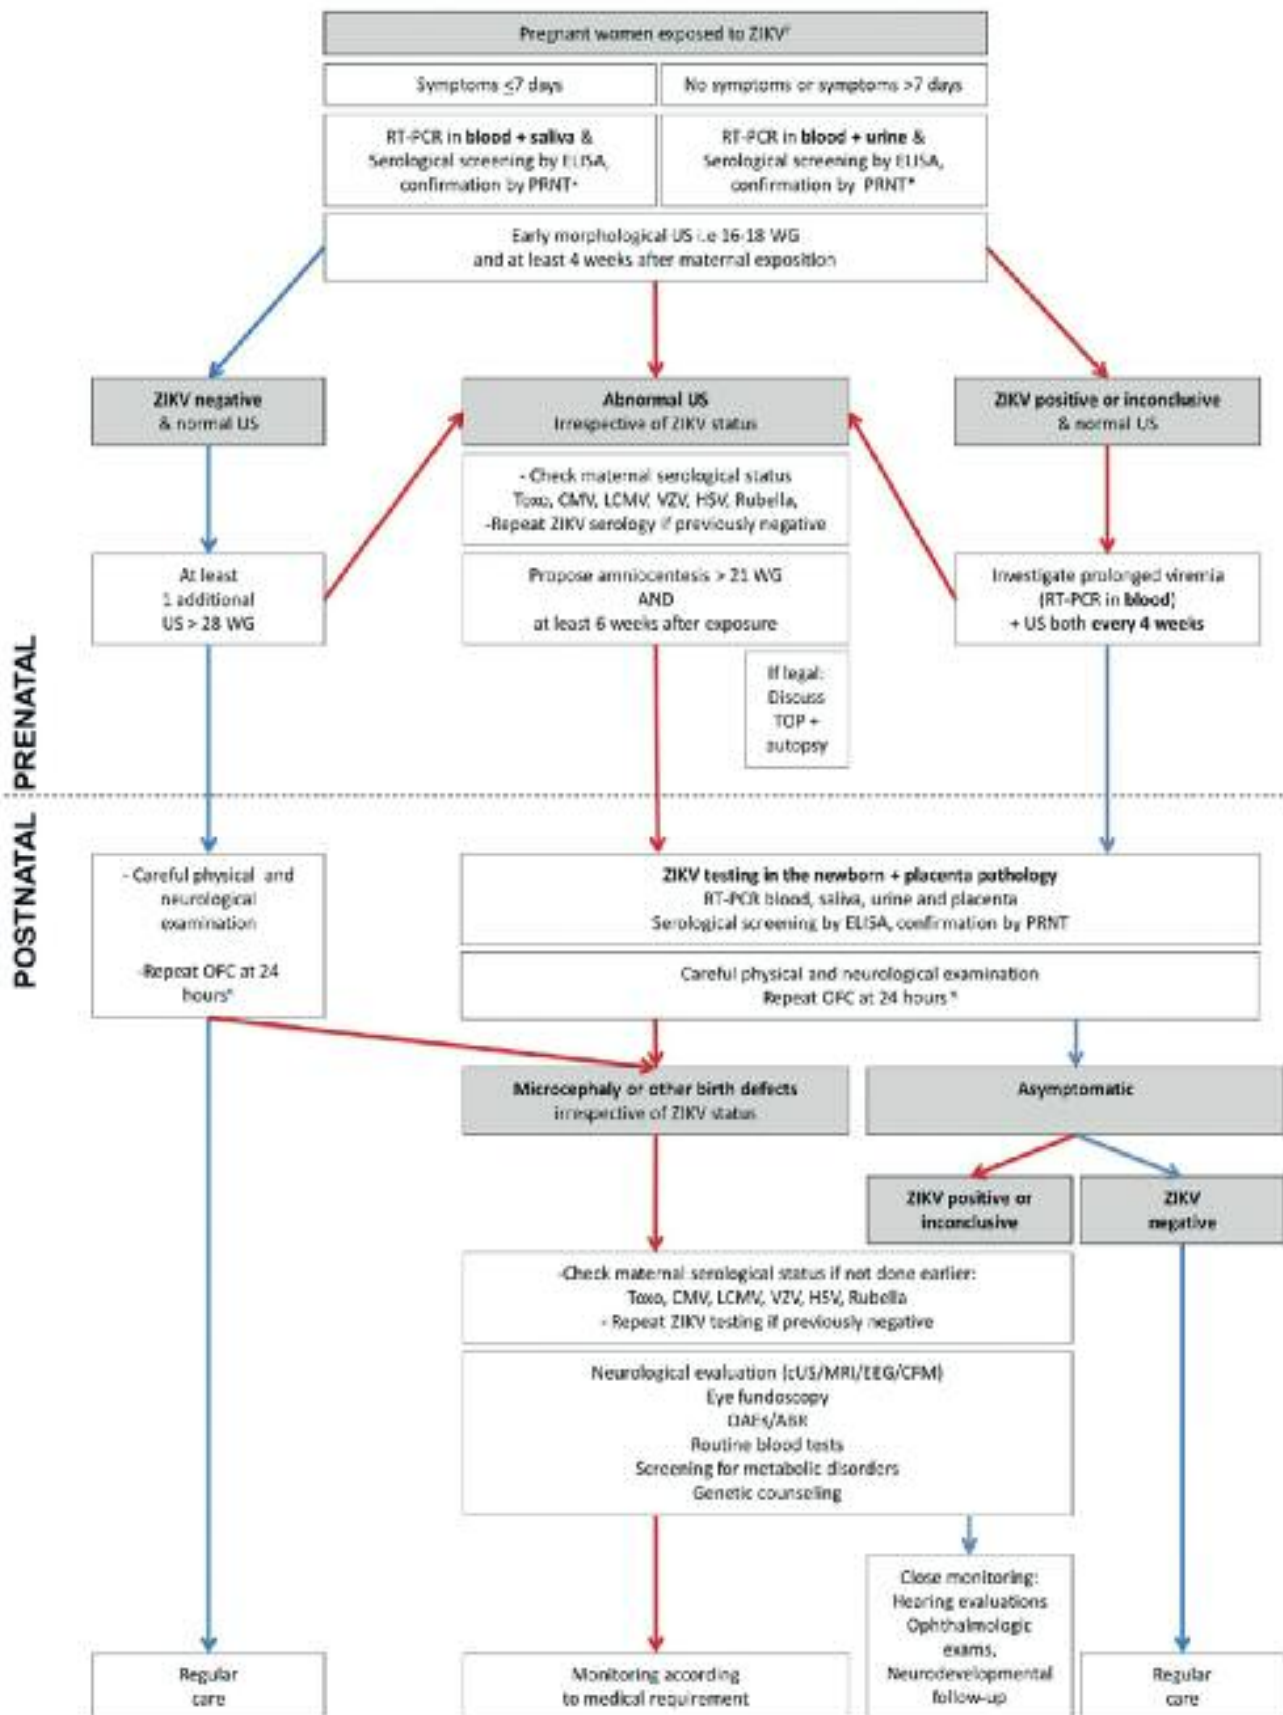 Pregnant women exposed to ZIKV
Symptoms ≤7 days
No symptoms or symptoms >7 days
RT-PCR in blood + saliva &
Serological screening by ELISA,
confirmation by PRNT*
RT-PCR in blood + urine &
Serological screening by ELISA,
confirmation by PRNT*
Early morphological US i.e 16-18 WG
and at least 4 weeks after maternal exposition
ZIKV negative
& normal US
Abnormal US
Irrespective of ZIKV status
ZIKV positive or inconclusive
& normal US
- Check maternal serological status
Toxo, CMV, LCMV, VZV, HSV, Rubella,
-Repeat ZIKV serology if previously negative
At least
1 additional
US > 28 WG
Propose amniocentesis > 21 WG
AND
at least 6 weeks after exposure
Investigate prolonged viremia
(RT-PCR in blood)
+ US both every 4 weeks
If legal:
Discuss
TOP +
autopsy
PRENATAL
POSTNATAL
- Careful physical and
neurological
examination
-Repeat OFC at 24
hours*
ZIKV testing in the newborn + placenta pathology
RT-PCR blood, saliva, urine and placenta
Serological screening by ELISA, confirmation by PRNT
Careful physical and neurological examination
Repeat OFC at 24 hours *
Microcephaly or other birth defects
irrespective of ZIKV status
Asymptomatic
ZIKV positive or
inconclusive
ZIKV
negative
-Check maternal serological status if not done earlier:
Toxo, CMV, LCMV, VZV, HSV, Rubella
- Repeat ZIKV testing if previously negative
Neurological evaluation (cUS/MRI/EEG/CFM)
Eye fundoscopy
OAEs/ABR
Routine blood tests
Screening for metabolic disorders
Genetic counseling
Close monitoring:
Hearing evaluations
Ophthalmologic
exams,
Neurodevelopmental
follow-up
Regular
care
Monitoring according
to medical requirement
Regular
care